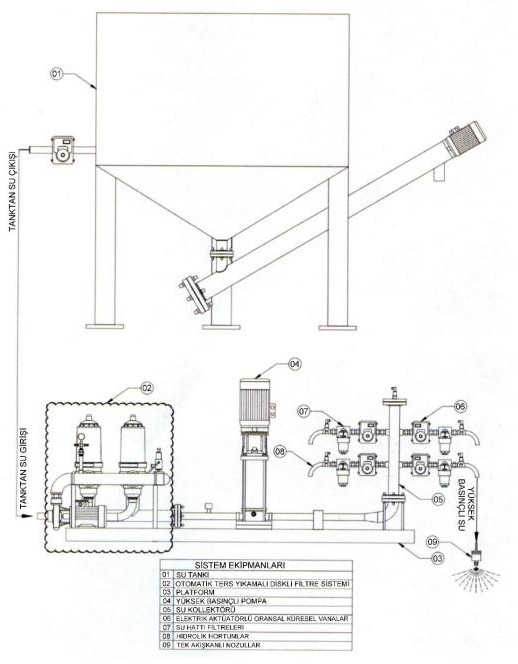 01
TANKTAN SU ÇIKIŞI
04
02
07
06
08
TANKTAN SU GİRİŞİ
05
YÜKSEK
BASINÇLI SU
09
03
SİSTEM EKİPMANLARI
01 SU TANKI
02 OTOMATİK TERS YIKAMALI DİSKLİ FİLTRE SİSTEMİ
03 PLATFORM
04 YÜKSEK BASINÇLI POMPA
05 SU KOLLEKTÖRÜ
06 ELEKTRİK AKTÜATÖRLÜ ORANSAL KÜRESEL VANALAR
07 SU HATTI FİLTRELERİ
08 HİDROLİK HORTUMLAR
09 TEK AKIŞKANLI NOZULLAR